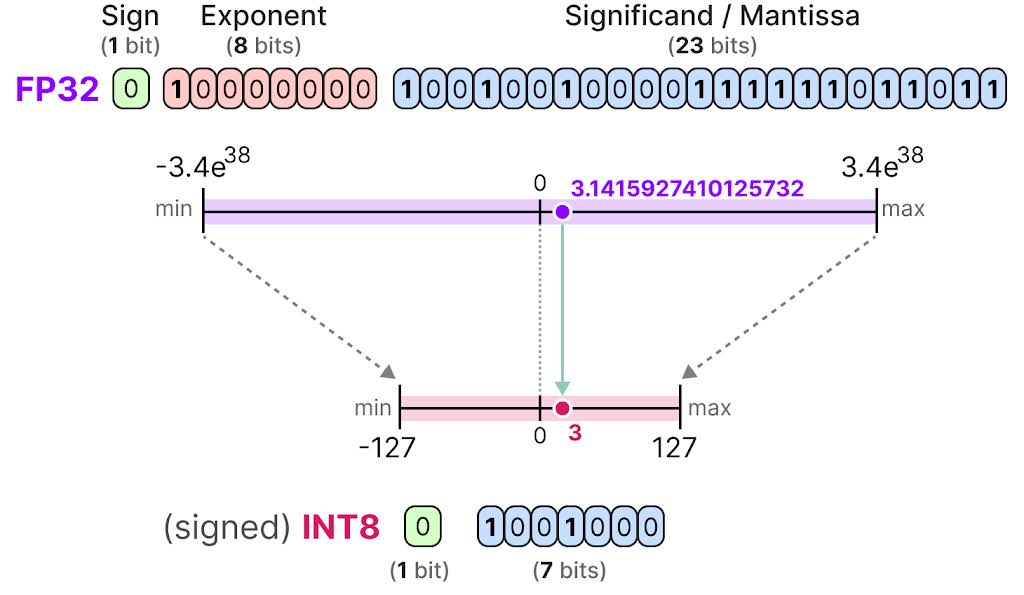 Sign Exponent Significand / Mantissa
(1 bit) (8 bits) (23 bits)
FP32 0 10000000 10010010000111111011011
-3.4e38 3.4e38
0 3.1415927410125732
min max
min max
-127 0 3 127
(signed) INT8 0 1001000
(1 bit) (7 bits)